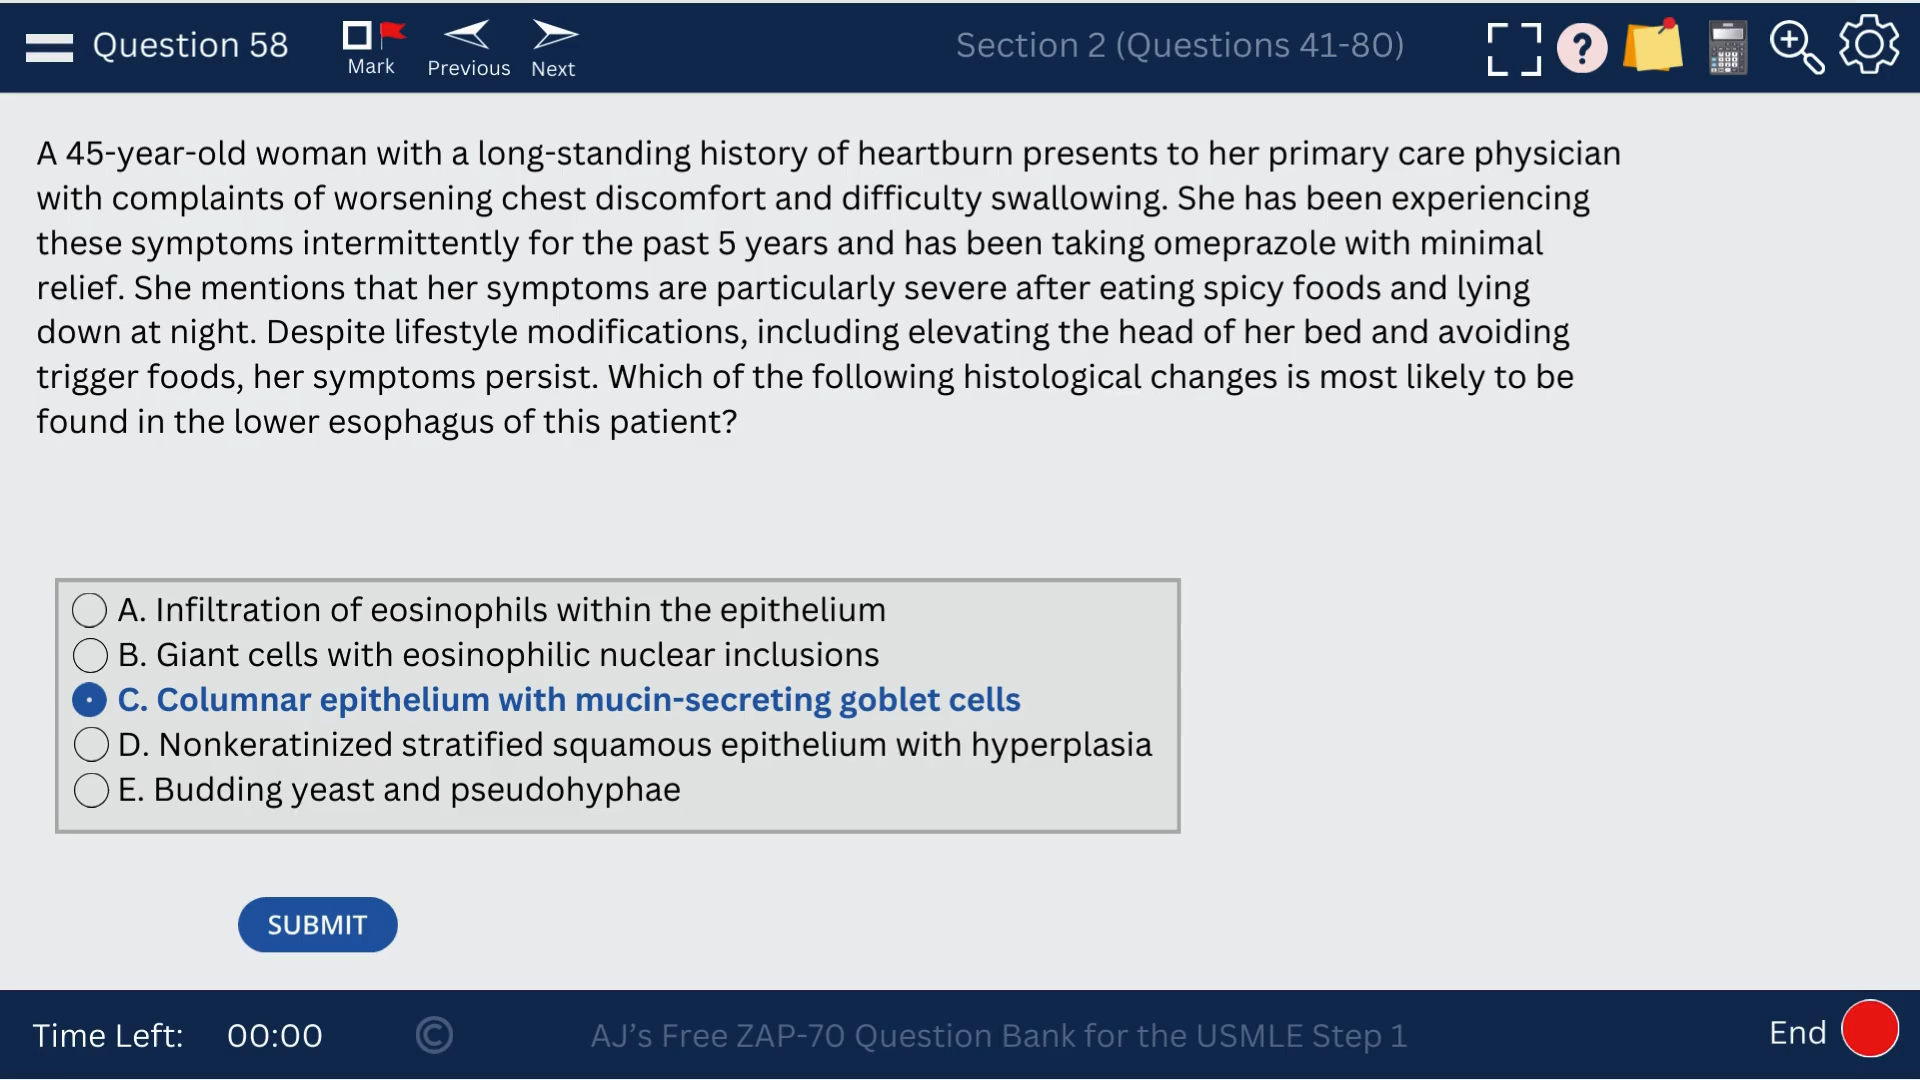 Question 58
Mark
Previous
Next
Section 2 (Questions 41-80)
?
A 45-year-old woman with a long-standing history of heartburn presents to her primary care physician
with complaints of worsening chest discomfort and difficulty swallowing. She has been experiencing
these symptoms intermittently for the past 5 years and has been taking omeprazole with minimal
relief. She mentions that her symptoms are particularly severe after eating spicy foods and lying
down at night. Despite lifestyle modifications, including elevating the head of her bed and avoiding
trigger foods, her symptoms persist. Which of the following histological changes is most likely to be
found in the lower esophagus of this patient?
A. Infiltration of eosinophils within the epithelium
B. Giant cells with eosinophilic nuclear inclusions
C. Columnar epithelium with mucin-secreting goblet cells
D. Nonkeratinized stratified squamous epithelium with hyperplasia
E. Budding yeast and pseudohyphae
SUBMIT
Time Left: 00:00
©
AJ’s Free ZAP-70 Question Bank for the USMLE Step 1
End